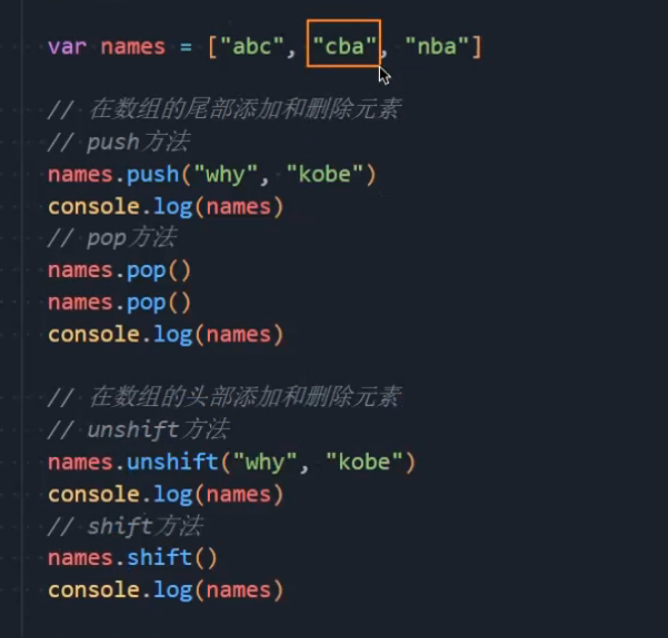 var names = ["abc", "cba", "nba"]
// 在数组的尾部添加和删除元素
// push方法
names.push("why", "kobe")
console.log(names)
// pop方法
names.pop()
names.pop()
console.log(names)
// 在数组的头部添加和删除元素
// unshift方法
names.unshift("why", "kobe")
console.log(names)
// shift方法
names.shift()
console.log(names)